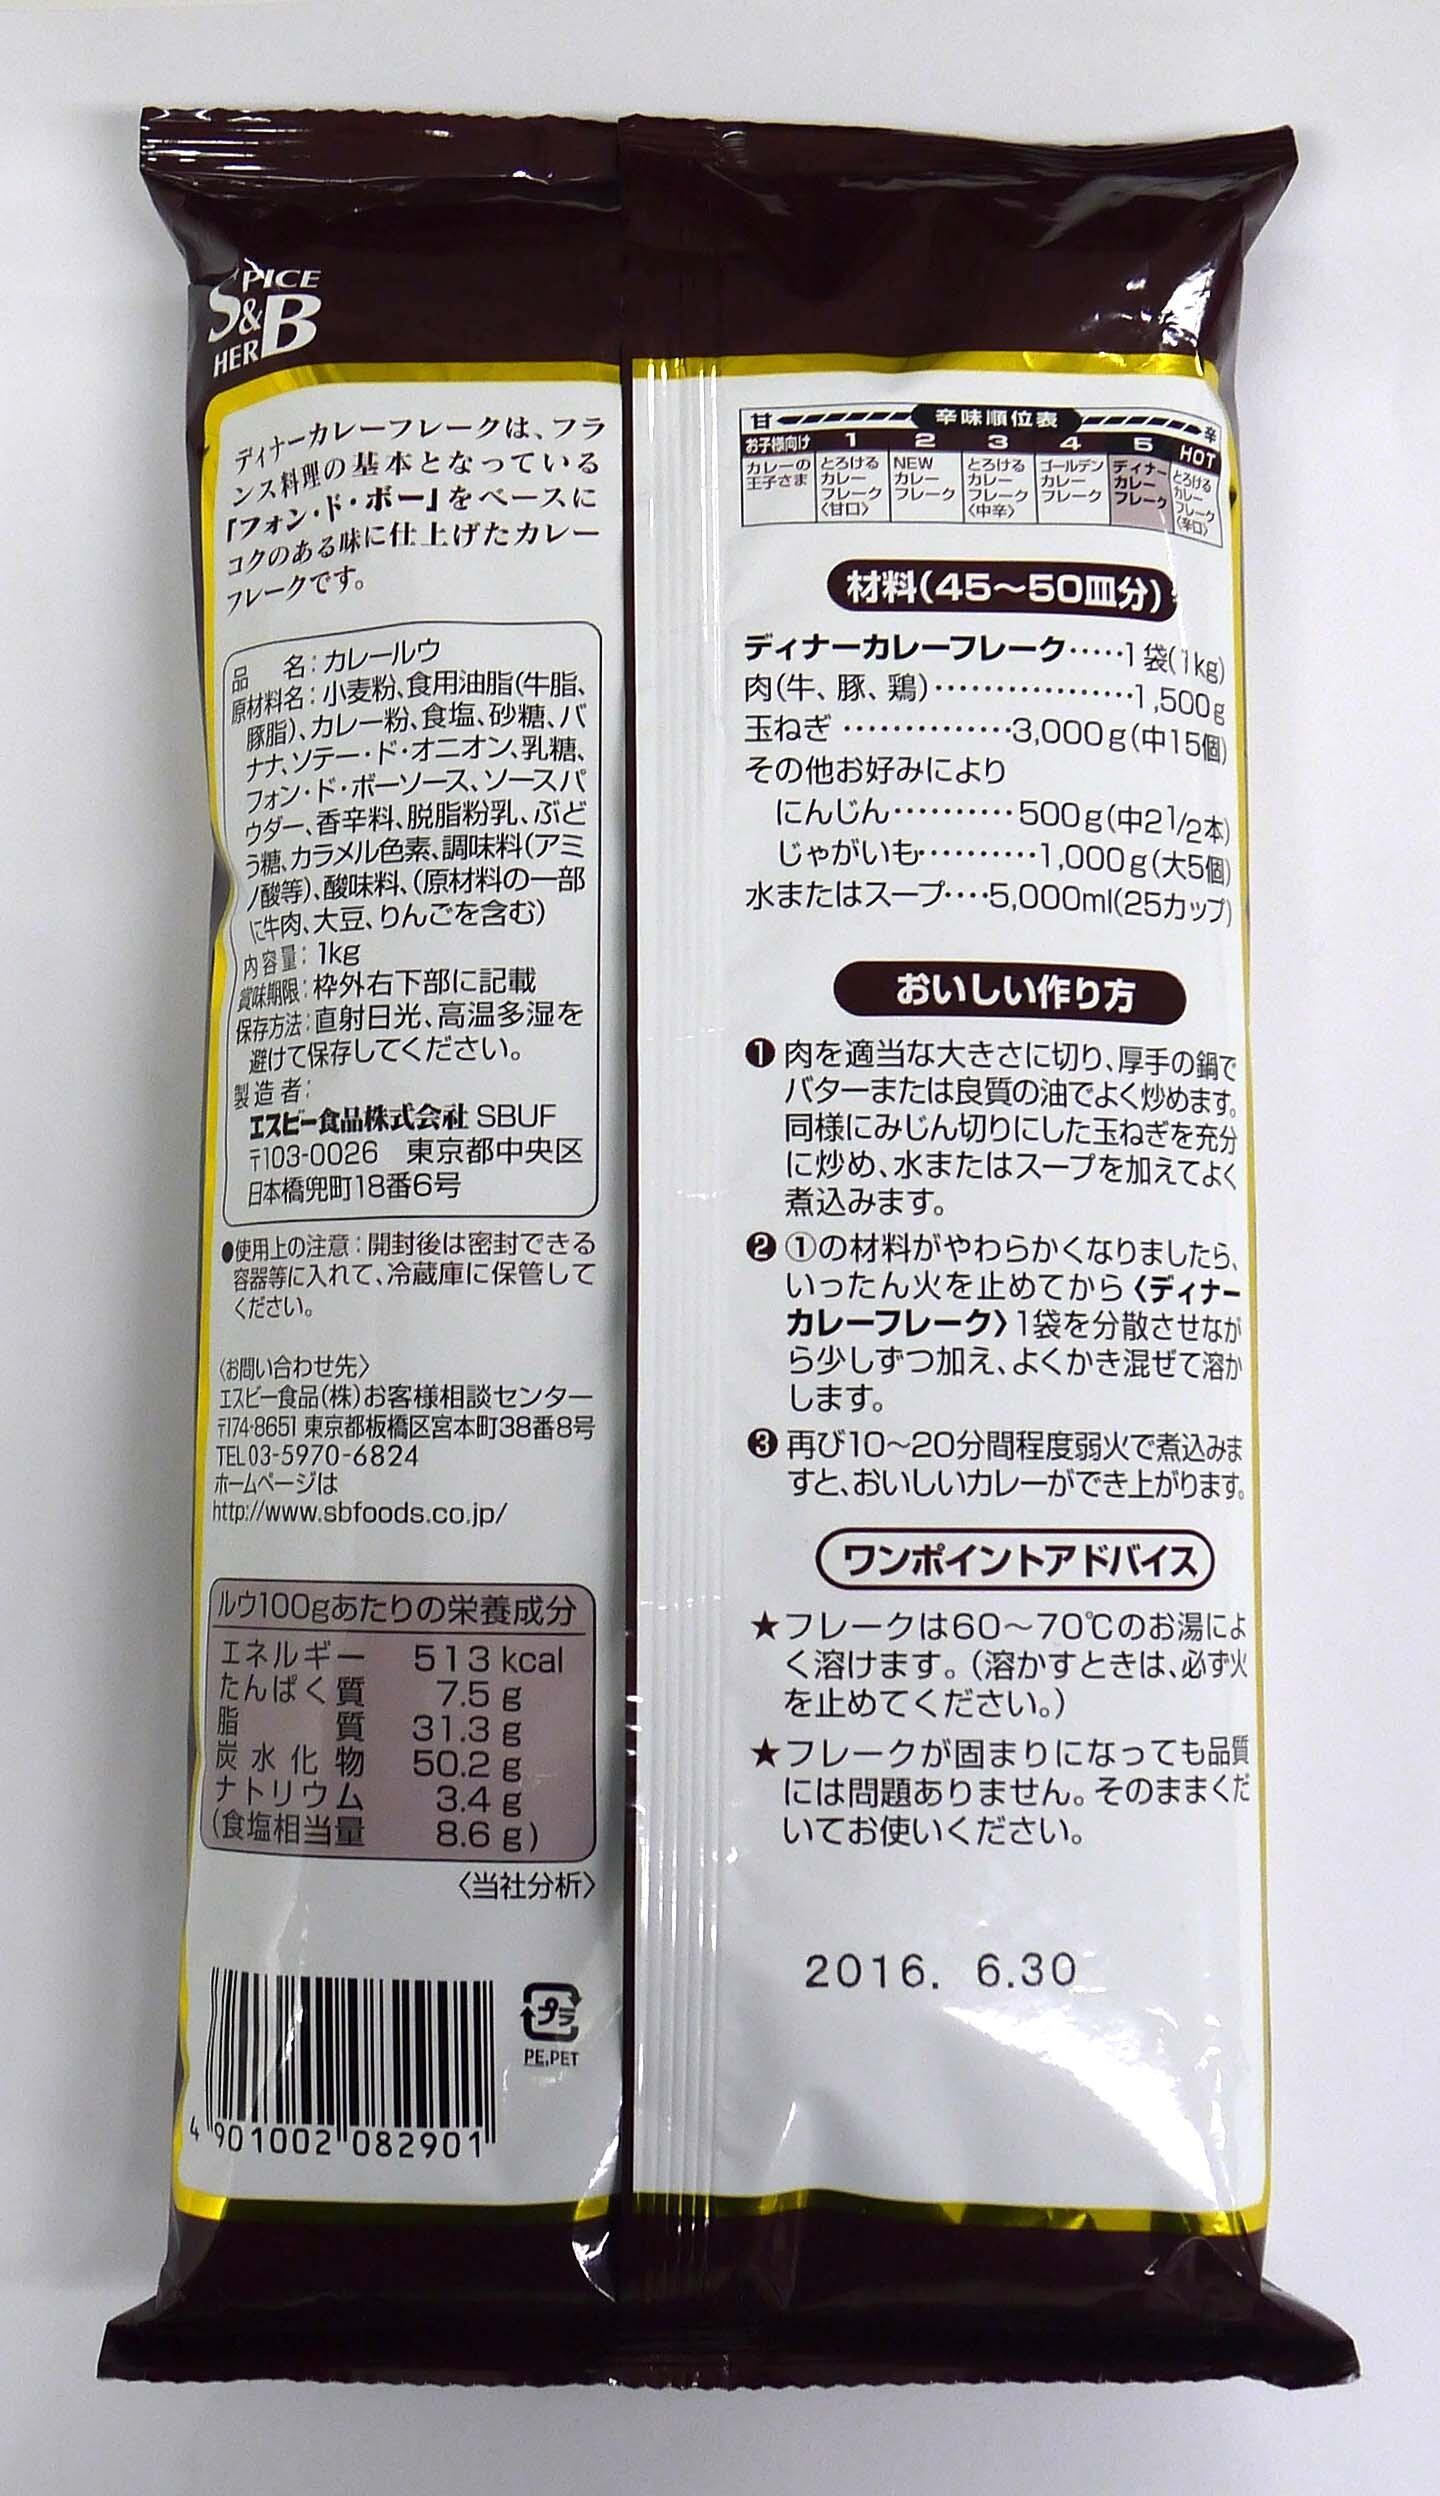 SPICE
S&B
HERB
ディナーカレーフレークは、フラ
ンス料理の基本となっている
「フォン・ド・ボー」をベースに
コクのある味に仕上げたカレー
フレークです。
品 名：カレールウ
原材料名：小麦粉、食用油脂(牛脂、
豚脂)、カレー粉、食塩、砂糖、バ
ナナ、ソテー・ド・オニオン、乳糖、
フォン・ド・ボーソース、ソースパ
ウダー、香辛料、脱脂粉乳、ぶど
う糖、カラメル色素、調味料(アミ
ノ酸等)、酸味料、(原材料の一部
に牛肉、大豆、りんごを含む)
内容量：1kg
賞味期限：枠外右下部に記載
保存方法：直射日光、高温多湿を
避けて保存してください。
製造者：
エスビー食品株式会社 SBUF
〒103-0026 東京都中央区
日本橋兜町18番6号
●使用上の注意：開封後は密封できる
容器等に入れて、冷蔵庫に保管して
ください。
〈お問い合わせ先〉
エスビー食品(株)お客様相談センター
〒174-8651 東京都板橋区宮本町38番8号
TEL03-5970-6824
ホームページは
http://www.sbfoods.co.jp/
ルウ100gあたりの栄養成分
エネルギー 513 kcal
たんぱく質 7.5 g
脂質 31.3 g
炭水化物 50.2 g
ナトリウム 3.4 g
(食塩相当量 8.6 g)
〈当社分析〉
プラ
PE,PET
4 901002 082901
甘 辛味順位表 辛
お子様向け 1 2 3 4 5 HOT
カレーの王子さま とろけるカレーフレーク〈甘口〉 NEWカレーフレーク とろけるカレーフレーク〈中辛〉 ゴールデンカレーフレーク ディナーカレーフレーク とろけるカレーフレーク〈辛口〉
材料(45〜50皿分)
ディナーカレーフレーク……1袋(1kg)
肉(牛、豚、鶏)………………1,500g
玉ねぎ……………3,000g(中15個)
その他お好みにより
にんじん…………500g(中2 1/2本)
じゃがいも…………1,000g(大5個)
水またはスープ‥‥5,000ml(25カップ)
おいしい作り方
❶肉を適当な大きさに切り、厚手の鍋で
バターまたは良質の油でよく炒めます。
同様にみじん切りにした玉ねぎを充分
に炒め、水またはスープを加えてよく
煮込みます。
❷①の材料がやわらかくなりましたら、
いったん火を止めてから〈ディナー
カレーフレーク〉1袋を分散させなが
ら少しずつ加え、よくかき混ぜて溶か
します。
❸再び10〜20分間程度弱火で煮込みま
すと、おいしいカレーができ上がります。
ワンポイントアドバイス
★フレークは60〜70℃のお湯によ
く溶けます。(溶かすときは、必ず火
を止めてください。)
★フレークが固まりになっても品質
には問題ありません。そのままくだ
いてお使いください。
2016. 6.30